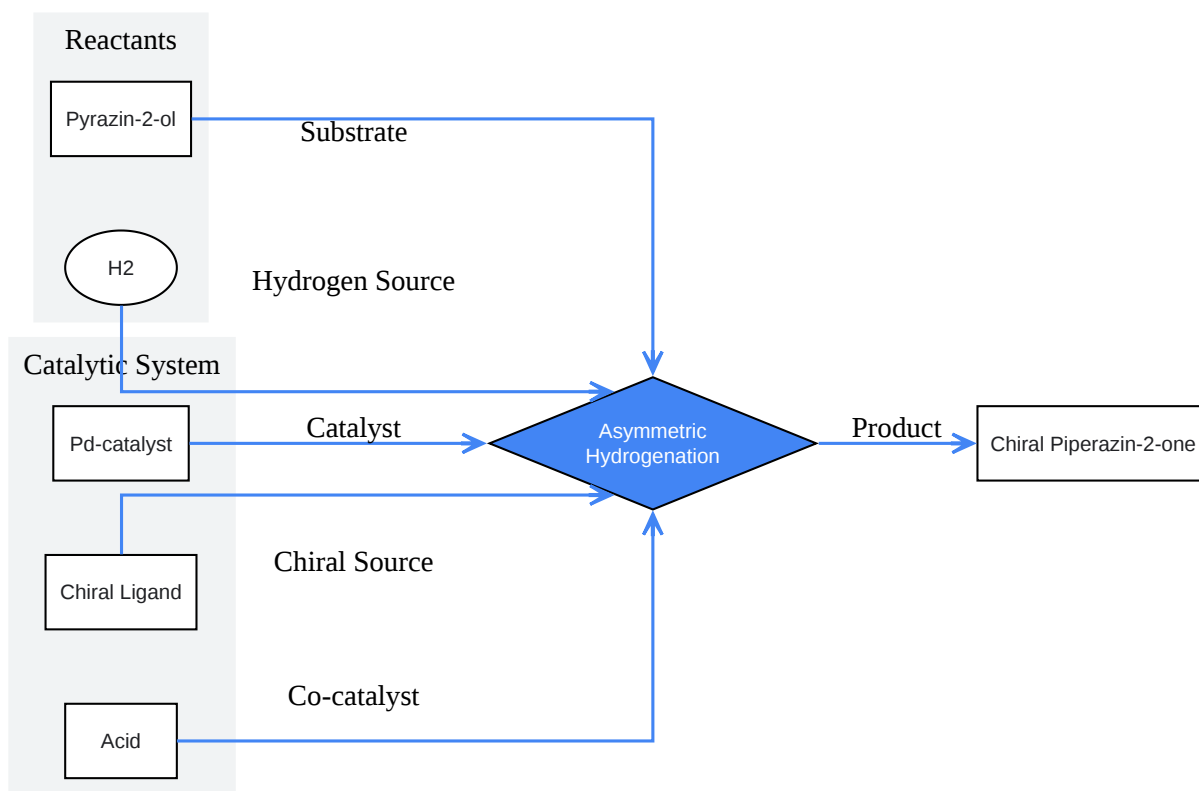 Reactants
Pyrazin-2-ol
Substrate
H2
Hydrogen Source
Catalytic System
Pd-catalyst
Catalyst
Asymmetric
Hydrogenation
Product
Chiral Piperazin-2-one
Chiral Source
Chiral Ligand
Co-catalyst
Acid